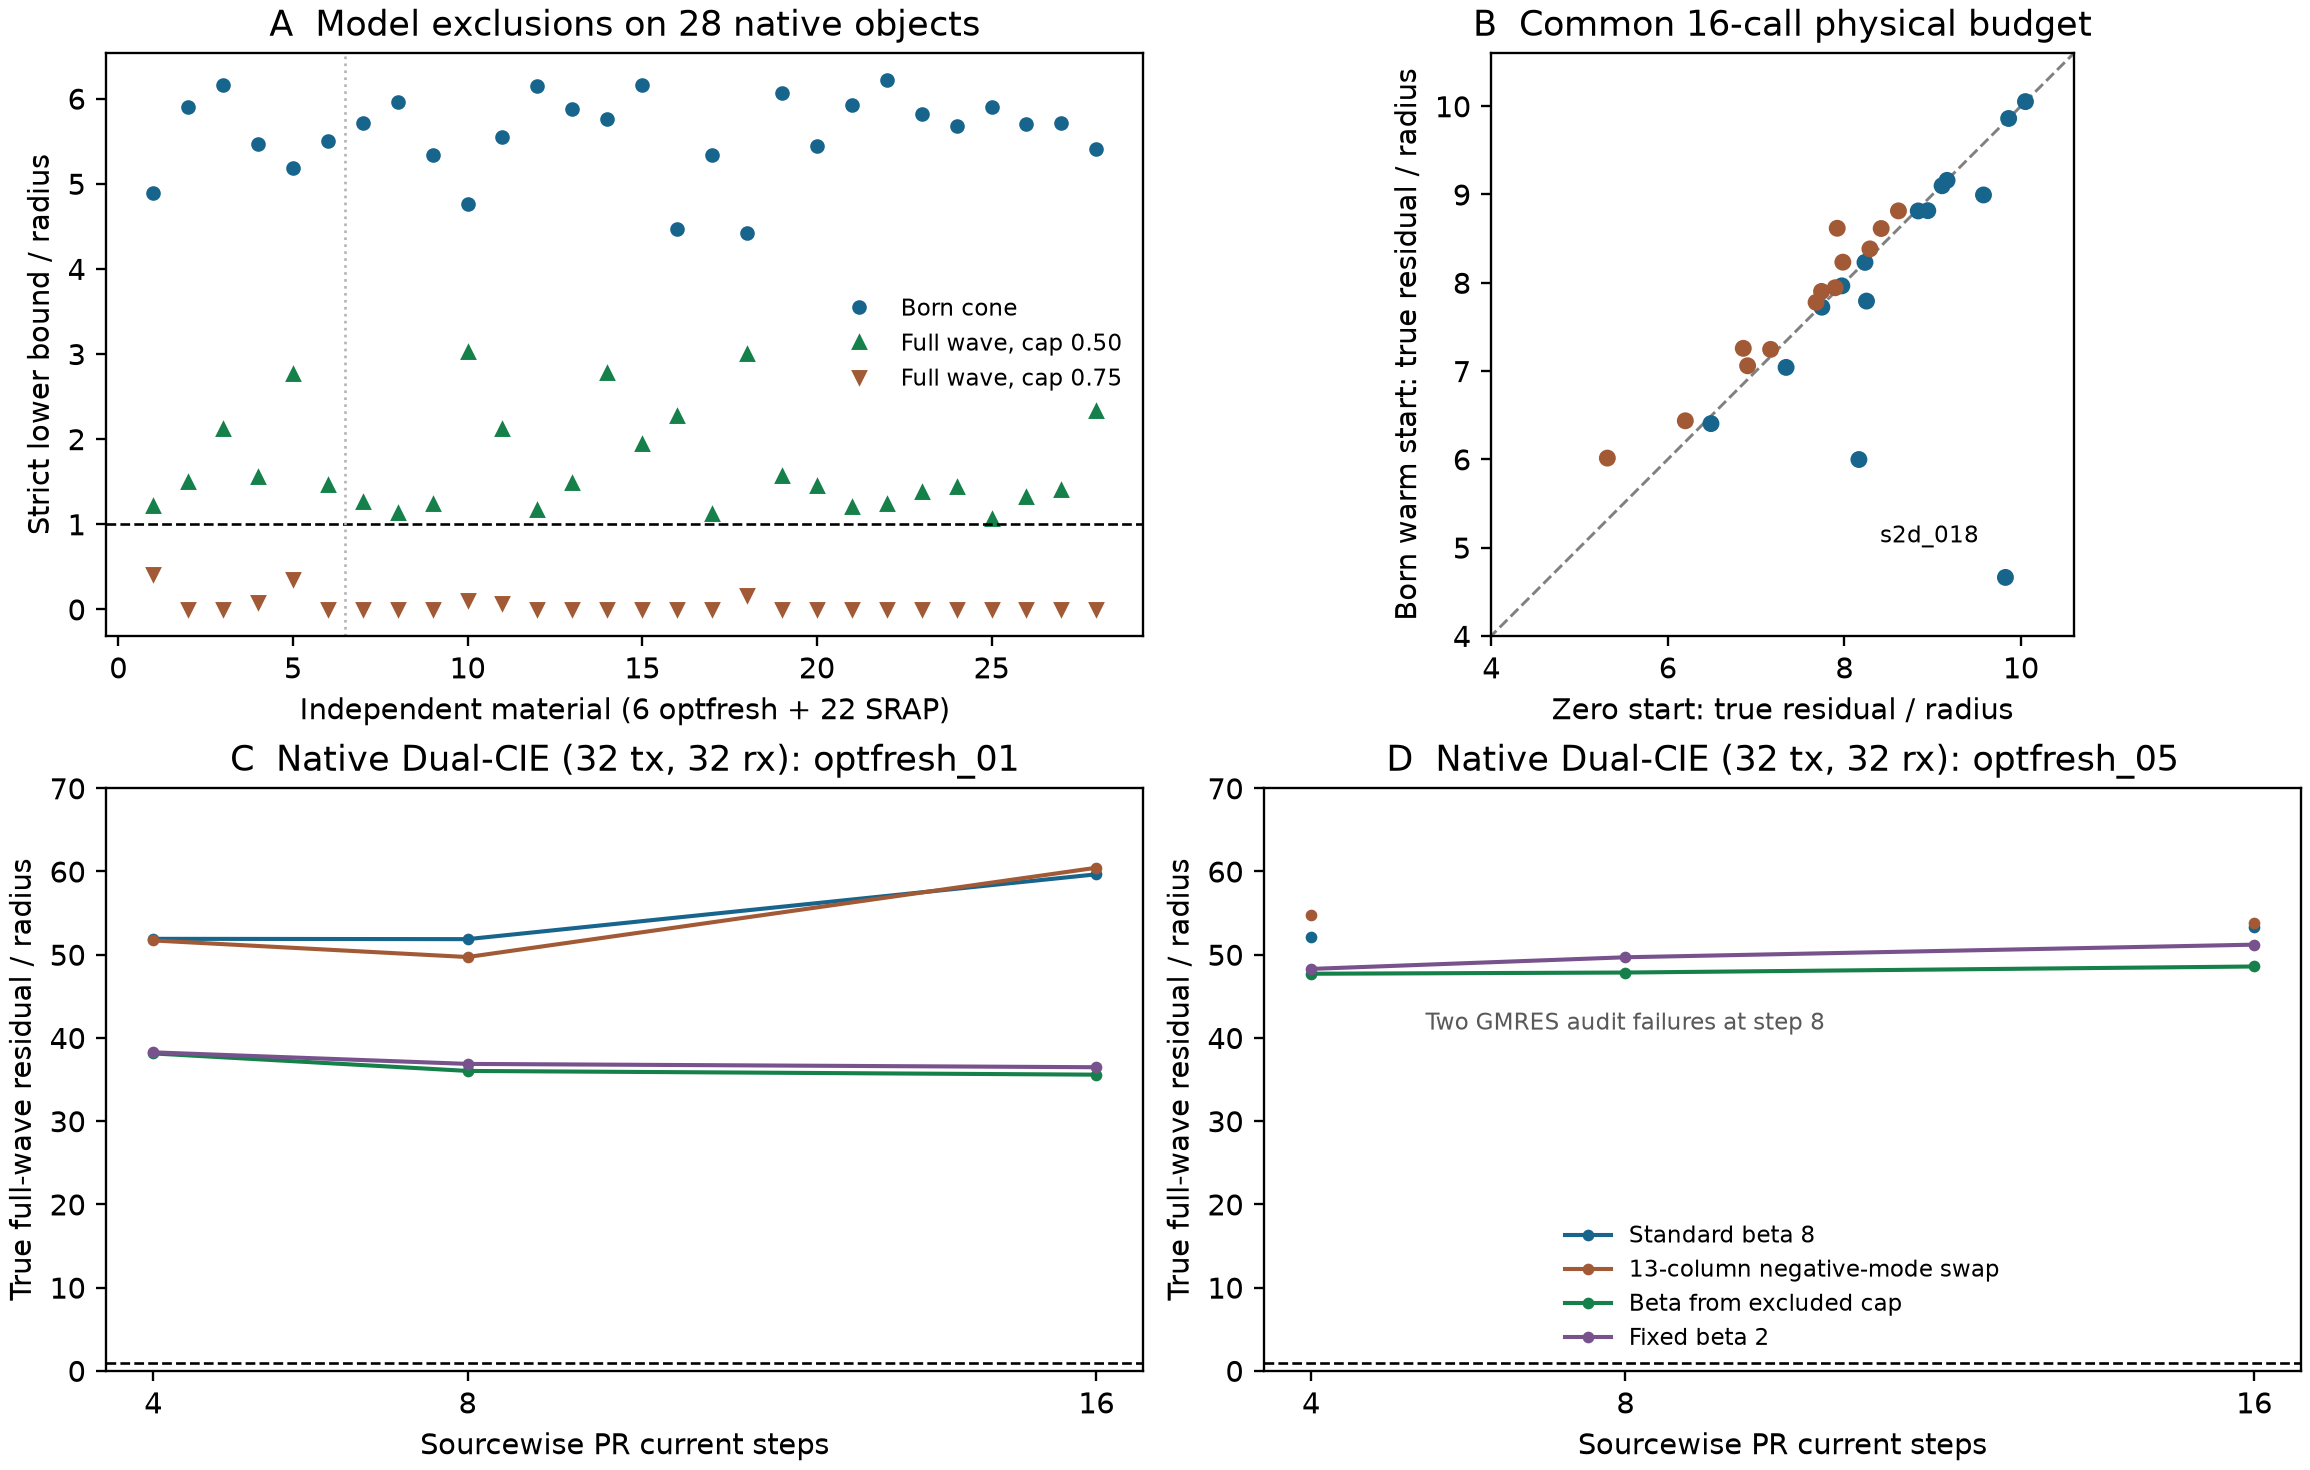 A  Model exclusions on 28 native objects
Strict lower bound / radius
6
5
4
3
2
1
0
Born cone
Full wave, cap 0.50
Full wave, cap 0.75
0 5 10 15 20 25
Independent material (6 optfresh + 22 SRAP)
B  Common 16-call physical budget
Born warm start: true residual / radius
10
9
8
7
6
5
4
s2d_018
4 6 8 10
Zero start: true residual / radius
C  Native Dual-CIE (32 tx, 32 rx): optfresh_01
True full-wave residual / radius
70
60
50
40
30
20
10
0
4 8 16
Sourcewise PR current steps
D  Native Dual-CIE (32 tx, 32 rx): optfresh_05
True full-wave residual / radius
70
60
50
40
30
20
10
0
Two GMRES audit failures at step 8
Standard beta 8
13-column negative-mode swap
Beta from excluded cap
Fixed beta 2
4 8 16
Sourcewise PR current steps